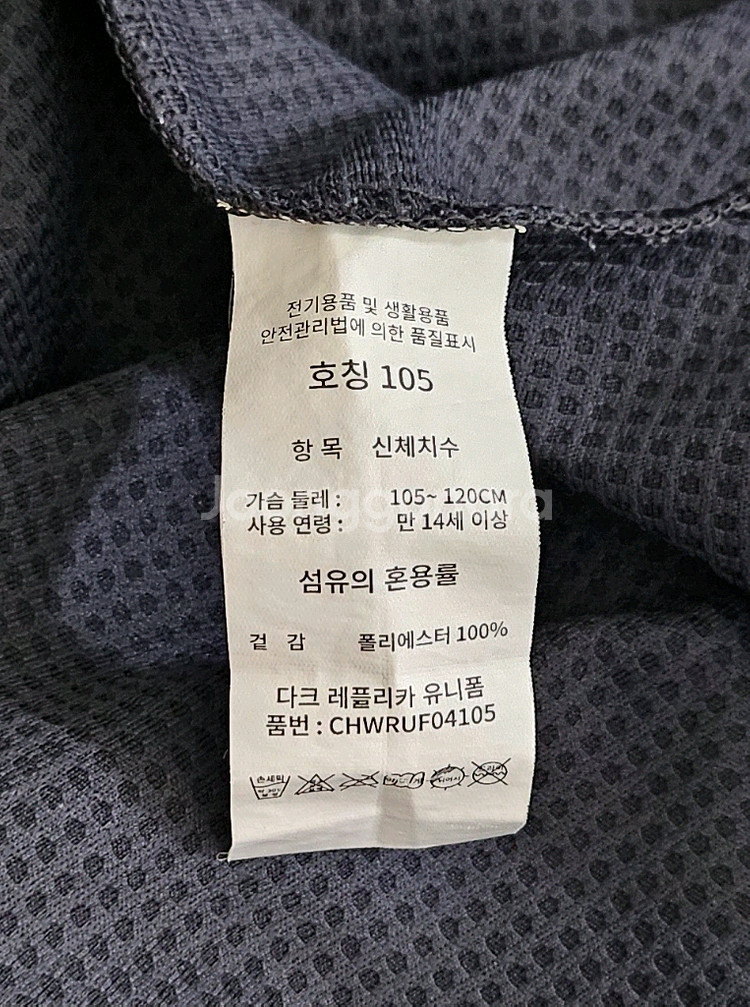 전기용품 및 생활용품
안전관리법에 의한 품질표시
호칭 105
항 목 신체치수
가슴 둘레 : 105~ 120CM
사용 연령 : 만 14세 이상
섬유의 혼용률
겉 감 폴리에스터 100%
다크 레플리카 유니폼
품번 : CHWRUF04105
손세탁